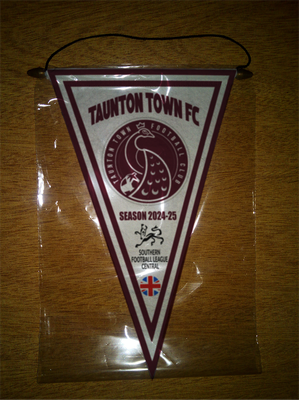 TAUNTON TOWN FC
TAUNTON TOWN FOOTBALL CLUB
SEASON 2024-25
SOUTHERN
FOOTBALL LEAGUE
CENTRAL